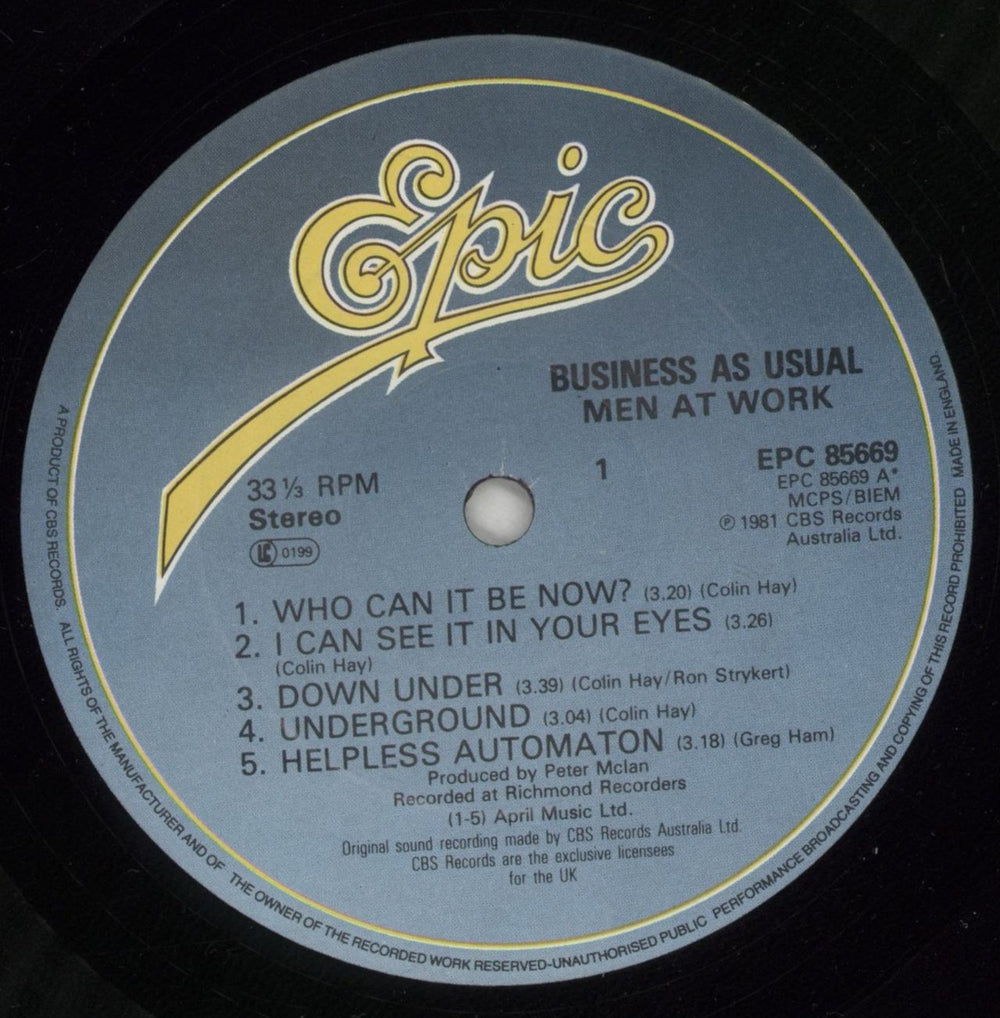 Epic
BUSINESS AS USUAL
MEN AT WORK
33 ⅓ RPM
Stereo
LC 0199
1
EPC 85669
EPC 85669 A*
MCPS/BIEM
℗ 1981 CBS Records
Australia Ltd.
1. WHO CAN IT BE NOW? (3.20) (Colin Hay)
2. I CAN SEE IT IN YOUR EYES (3.26)
(Colin Hay)
3. DOWN UNDER (3.39) (Colin Hay/Ron Strykert)
4. UNDERGROUND (3.04) (Colin Hay)
5. HELPLESS AUTOMATON (3.18) (Greg Ham)
Produced by Peter Mclan
Recorded at Richmond Recorders
(1-5) April Music Ltd.
Original sound recording made by CBS Records Australia Ltd.
CBS Records are the exclusive licensees
for the UK
A PRODUCT OF CBS RECORDS. ALL RIGHTS OF THE MANUFACTURER AND OF THE OWNER OF THE RECORDED WORK RESERVED-UNAUTHORISED PUBLIC PERFORMANCE BROADCASTING AND COPYING OF THIS RECORD PROHIBITED MADE IN ENGLAND.